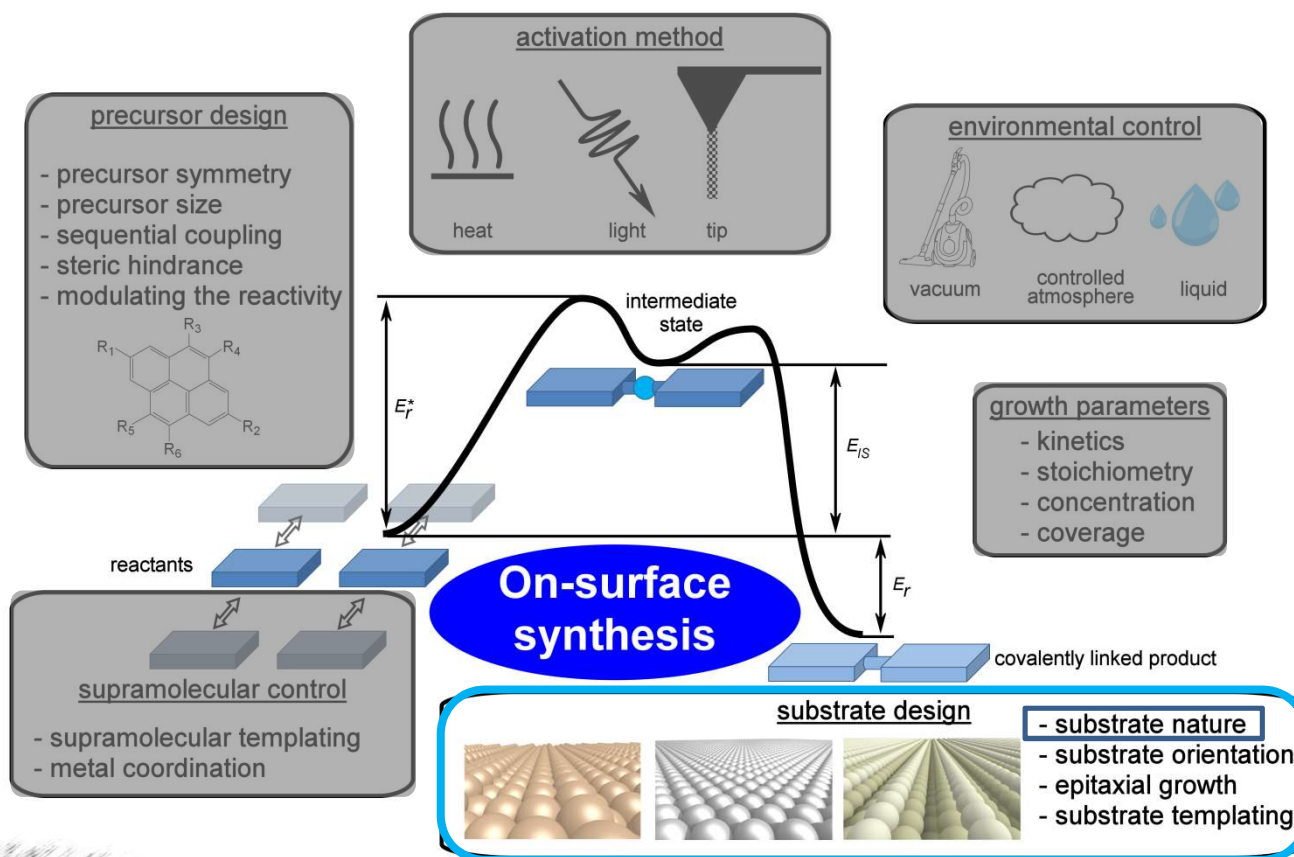 activation method
heat
light
tip
precursor design
- precursor symmetry
- precursor size
- sequential coupling
- steric hindrance
- modulating the reactivity
R1
R3
R4
R5
R6
R2
environmental control
vacuum
controlled
atmosphere
liquid
intermediate
state
Er*
EIS
Er
growth parameters
- kinetics
- stoichiometry
- concentration
- coverage
reactants
On-surface
synthesis
covalently linked product
supramolecular control
- supramolecular templating
- metal coordination
substrate design
- substrate nature
- substrate orientation
- epitaxial growth
- substrate templating